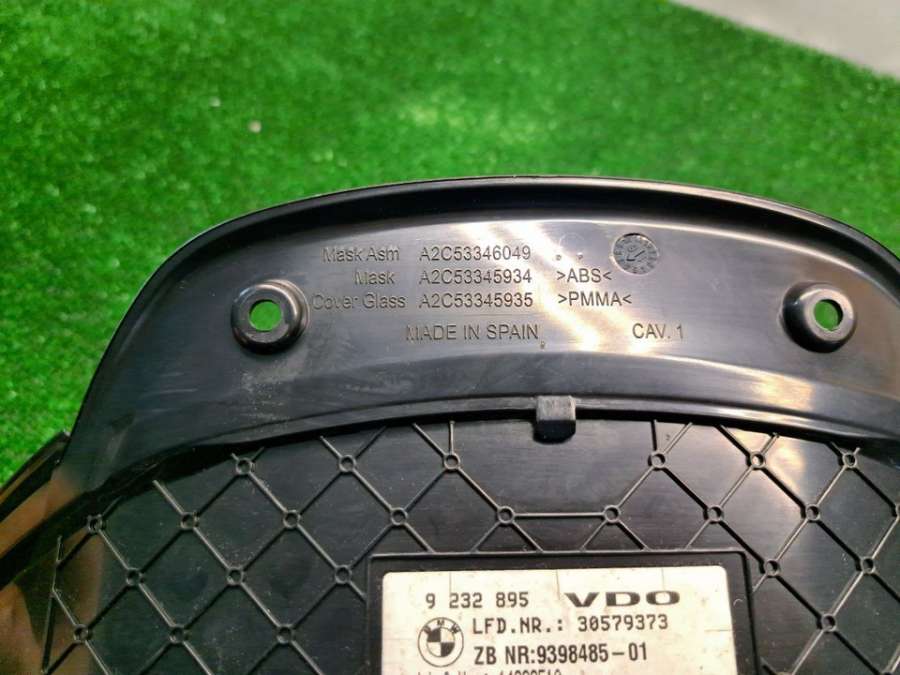 Mask Asm A2C53346049
Mask A2C53345934 >ABS<
Cover Glass A2C53345935 >PMMA<
MADE IN SPAIN CAV. 1
9 232 895 VDO
BMW LFD.NR.: 30579373
ZB NR:9398485-01